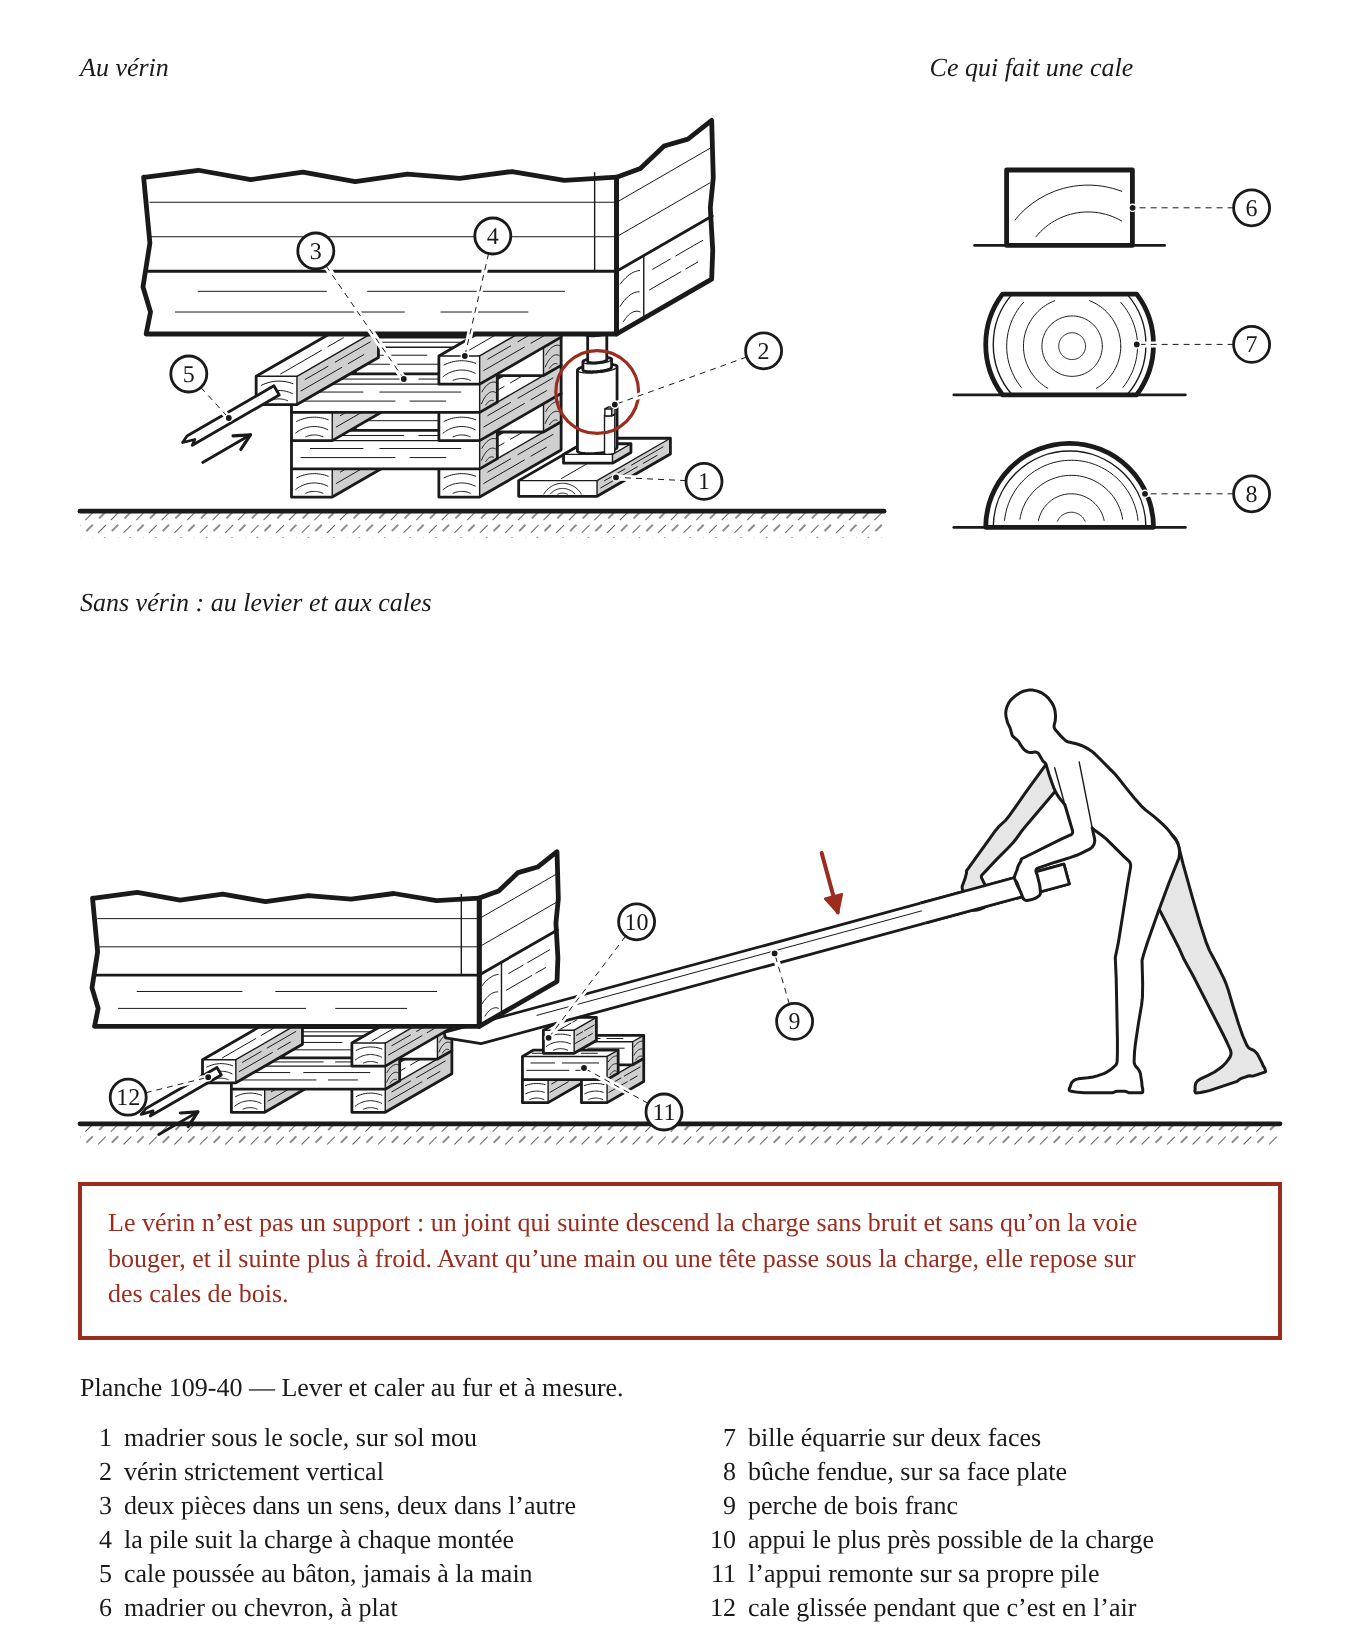 Au vérin
Ce qui fait une cale
3
4
6
2
7
5
1
8
Sans vérin : au levier et aux cales
10
9
12
11
Le vérin n’est pas un support : un joint qui suinte descend la charge sans bruit et sans qu’on la voie
bouger, et il suinte plus à froid. Avant qu’une main ou une tête passe sous la charge, elle repose sur
des cales de bois.
Planche 109-40 — Lever et caler au fur et à mesure.
1 madrier sous le socle, sur sol mou
2 vérin strictement vertical
3 deux pièces dans un sens, deux dans l’autre
4 la pile suit la charge à chaque montée
5 cale poussée au bâton, jamais à la main
6 madrier ou chevron, à plat
7 bille équarrie sur deux faces
8 bûche fendue, sur sa face plate
9 perche de bois franc
10 appui le plus près possible de la charge
11 l’appui remonte sur sa propre pile
12 cale glissée pendant que c’est en l’air